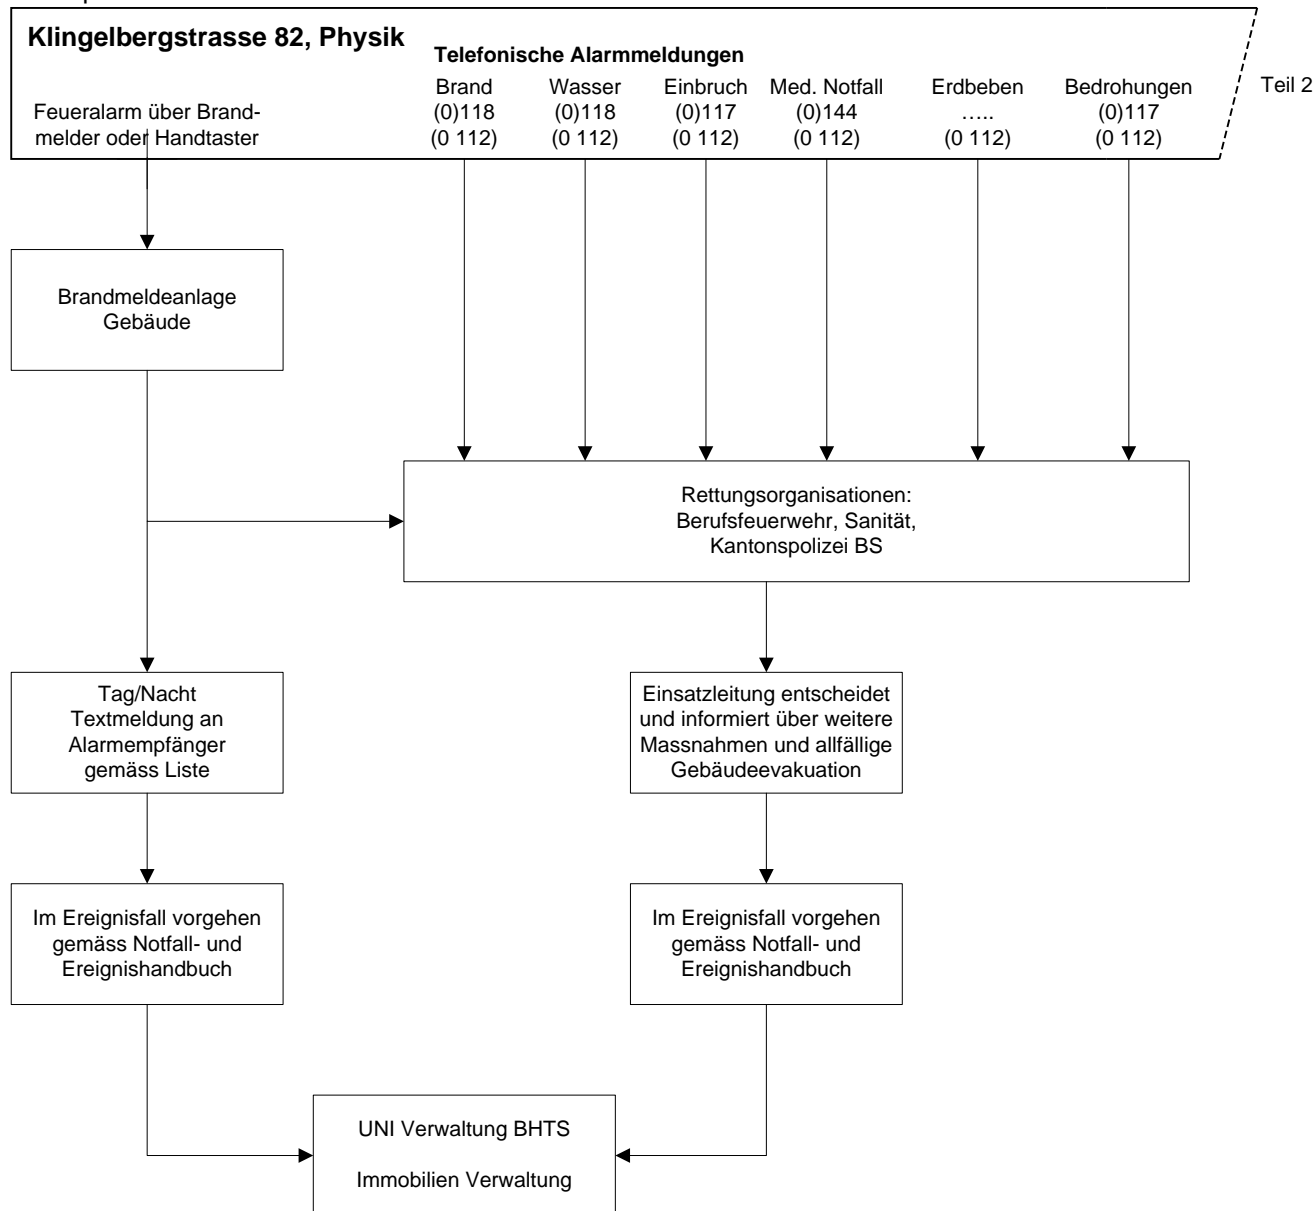 Klingelbergstrasse 82, Physik
Telefonische Alarmmeldungen
Feueralarm über Brand-
melder oder Handtaster
Brand
(0)118
(0 112)
Wasser
(0)118
(0 112)
Einbruch
(0)117
(0 112)
Med. Notfall
(0)144
(0 112)
Erdbeben
…..
(0 112)
Bedrohungen
(0)117
(0 112)
Teil 2
Brandmeldeanlage
Gebäude
Rettungsorganisationen:
Berufsfeuerwehr, Sanität,
Kantonspolizei BS
Tag/Nacht
Textmeldung an
Alarmempfänger
gemäss Liste
Einsatzleitung entscheidet
und informiert über weitere
Massnahmen und allfällige
Gebäudeevakuation
Im Ereignisfall vorgehen
gemäss Notfall- und
Ereignishandbuch
Im Ereignisfall vorgehen
gemäss Notfall- und
Ereignishandbuch
UNI Verwaltung BHTS
Immobilien Verwaltung